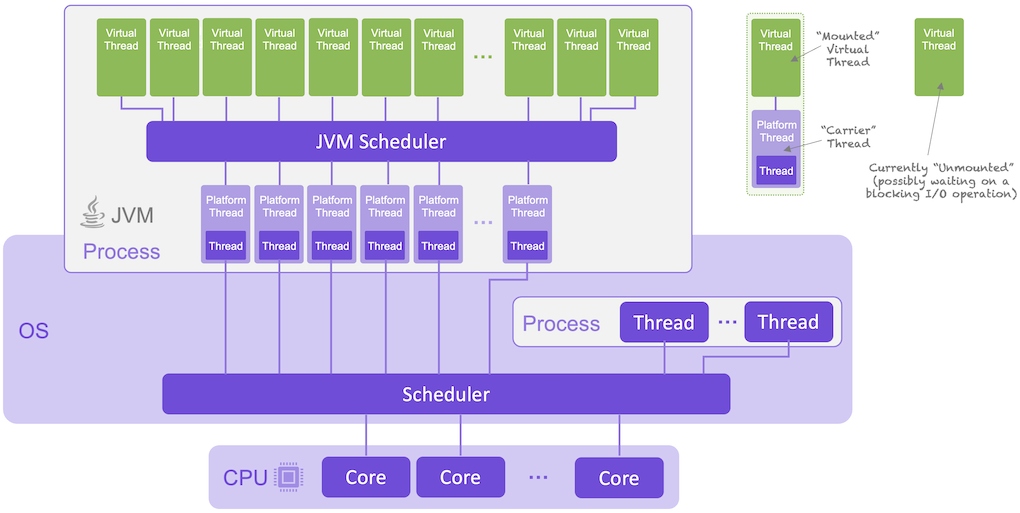 Virtual
Thread
Virtual
Thread
Virtual
Thread
Virtual
Thread
Virtual
Thread
Virtual
Thread
Virtual
Thread
...
Virtual
Thread
Virtual
Thread
Virtual
Thread
JVM Scheduler
Platform
Thread
Thread
Platform
Thread
Thread
Platform
Thread
Thread
Platform
Thread
Thread
Platform
Thread
Thread
...
Platform
Thread
Thread
JVM
Process
Virtual
Thread
“Mounted”
Virtual
Thread
Platform
Thread
Thread
“Carrier”
Thread
Virtual
Thread
Currently “Unmounted”
(possibly waiting on a
blocking I/O operation)
OS
Process
Thread
...
Thread
Scheduler
CPU
Core
Core
...
Core